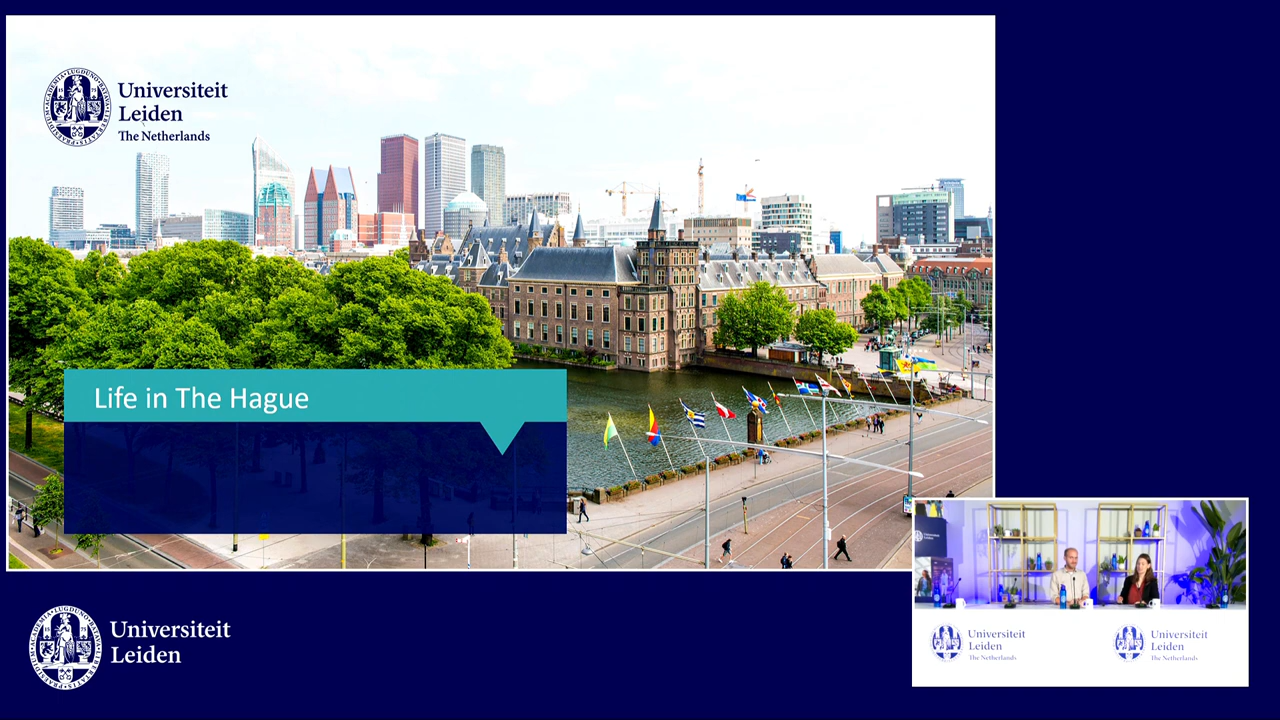 Universiteit
Leiden
The Netherlands
Life in The Hague
Universiteit
Leiden
Universiteit
Leiden
The Netherlands
Universiteit
Leiden
The Netherlands